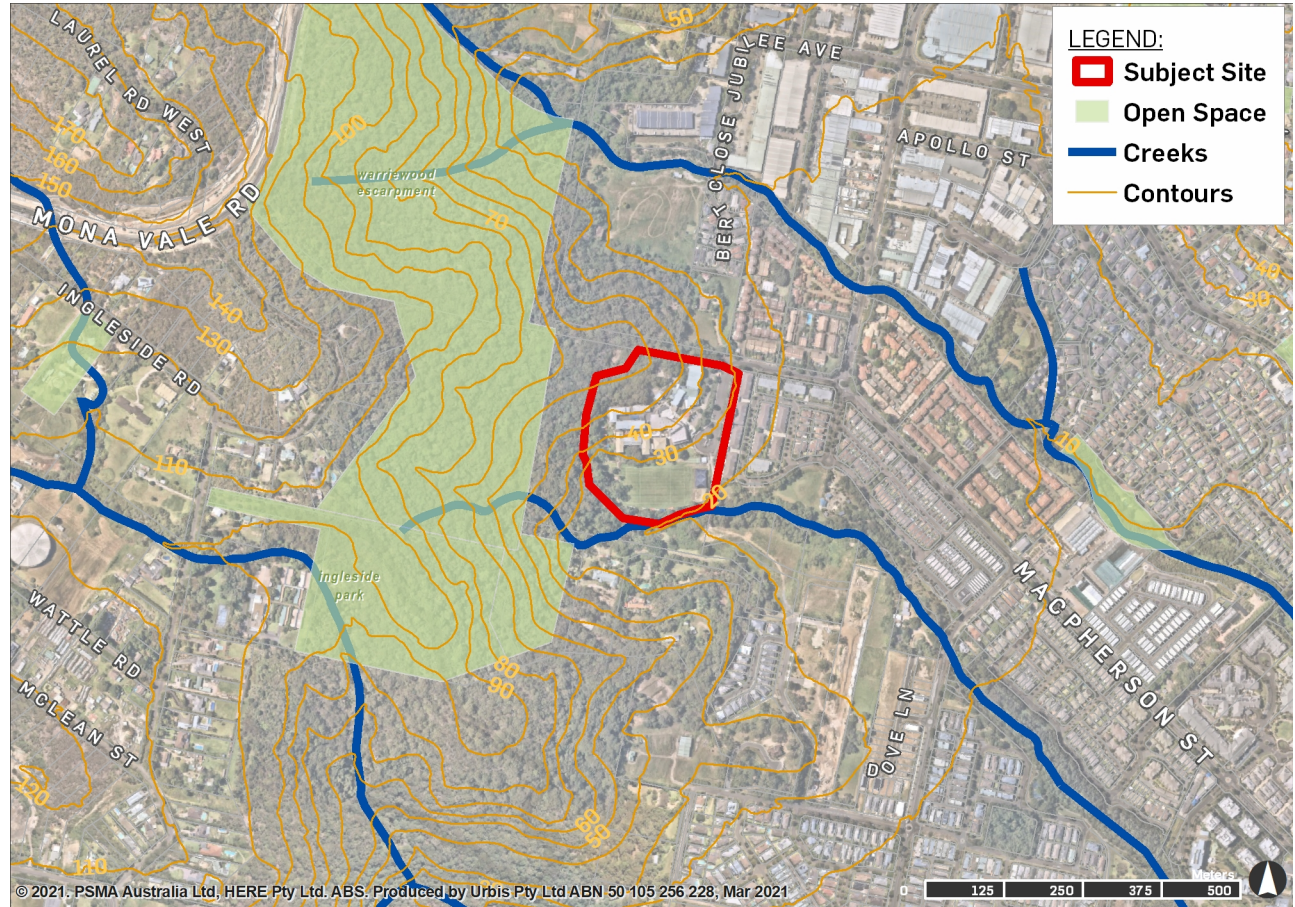 50
LEE AVE
BERT CLOSE JUBI
LAUREL RD WEST
170
160
150
100
warriewood
escarpment
70
MONA VALE RD
APOLLO ST
LEGEND:
Subject Site
Open Space
Creeks
Contours
40
30
INGLESIDE RD
140
130
110
40
30
20
10
ingleside
park
WATTLE RD
MCLEAN ST
120
80
90
MACPHERSON ST
DOVE LN
60
50
110
© 2021. PSMA Australia Ltd, HERE Pty Ltd. ABS. Produced by Urbis Pty Ltd ABN 50 105 256 228, Mar 2021
Meters
0 125 250 375 500